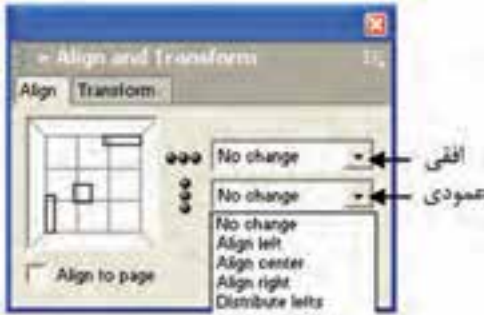 Align and Transform
Align Transform
No change افقی
No change عمودی
No change
Align left
Align center
Align right
Distribute lefts
Align to page